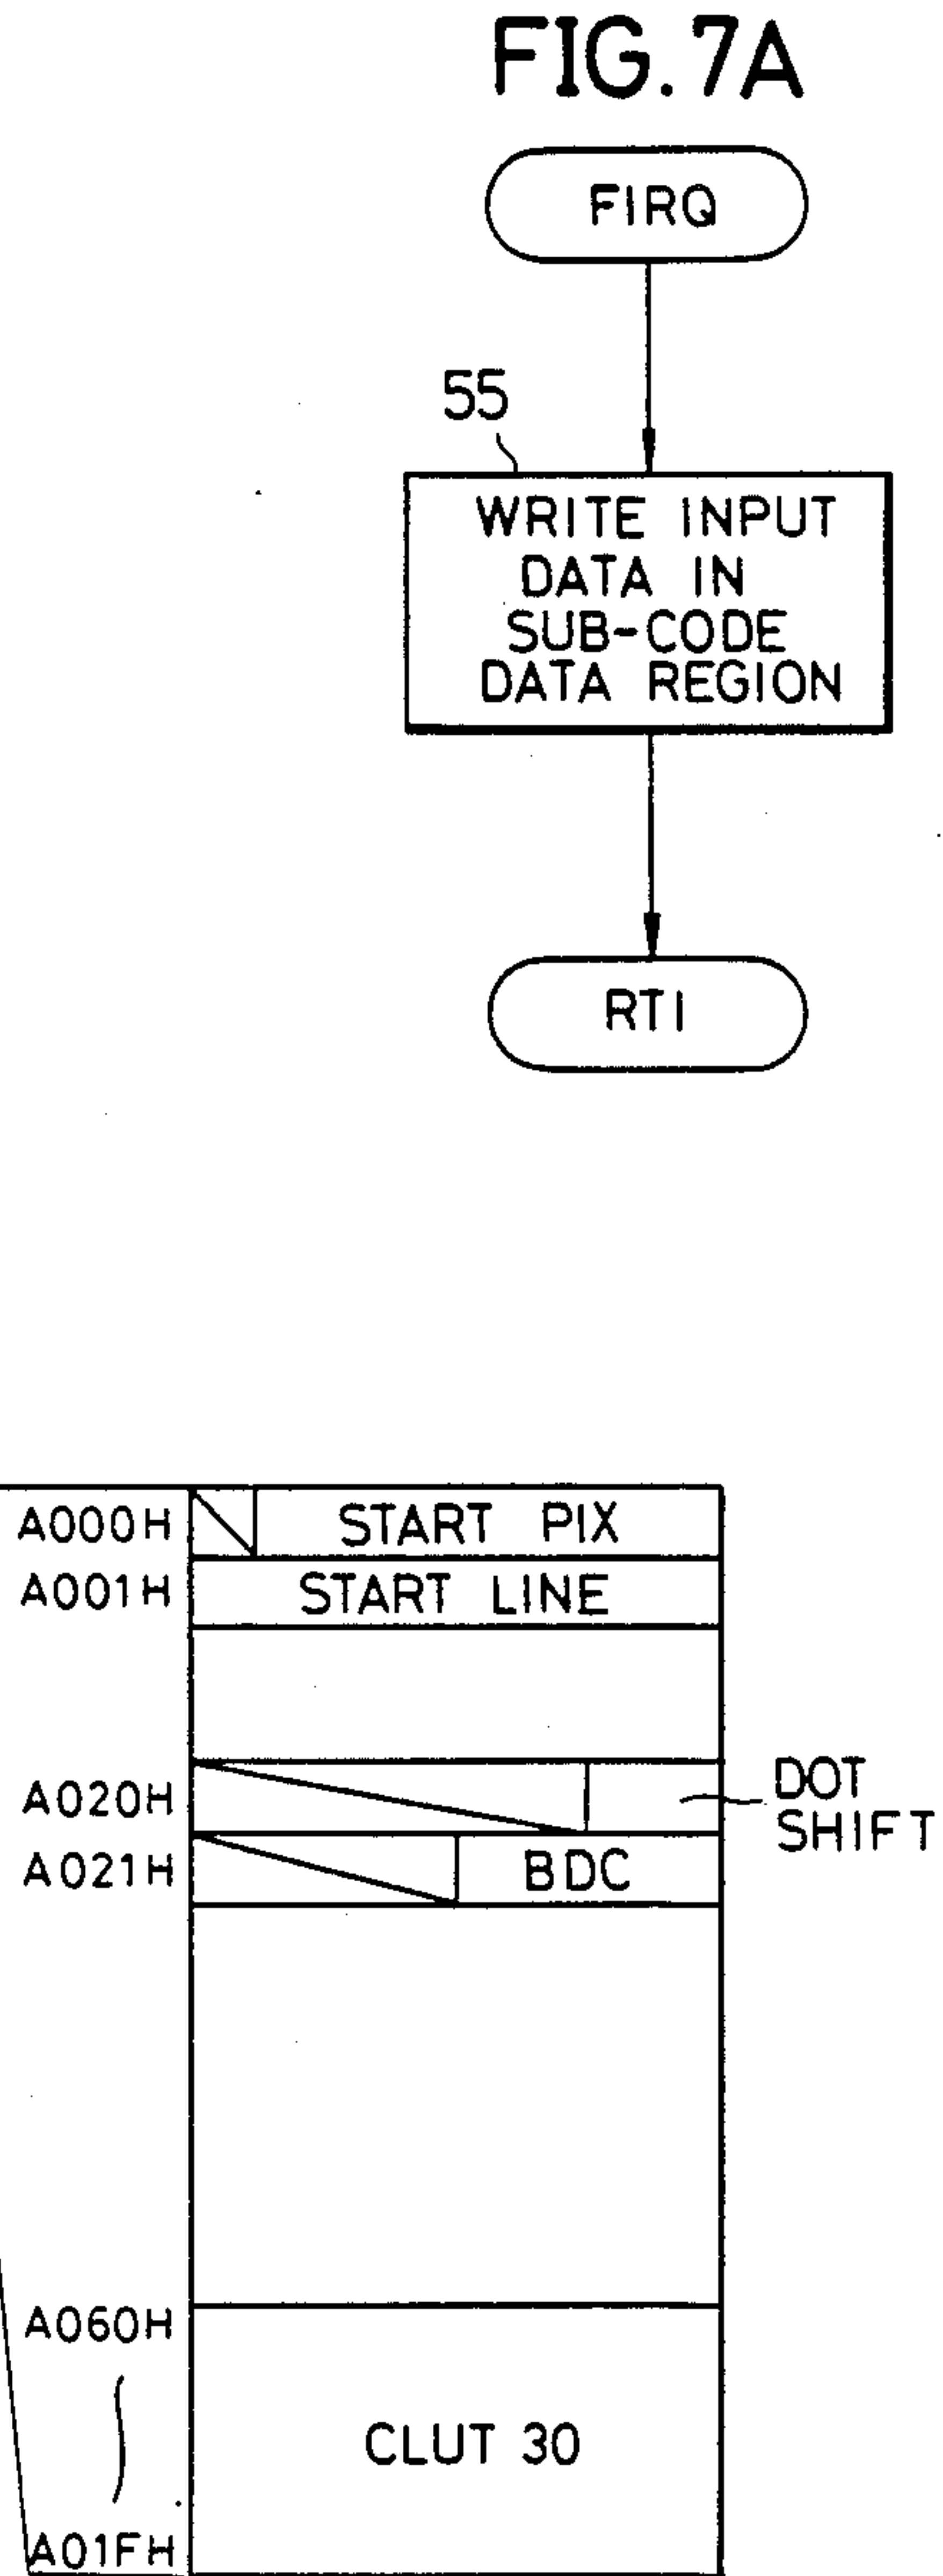 FIG. 7A
FIRQ
55
WRITE INPUT
DATA IN
SUB-CODE
DATA REGION
RTI
A000H START PIX
A001H START LINE
A020H DOT
SHIFT
A021H BDC
A060H
CLUT 30
A01FH